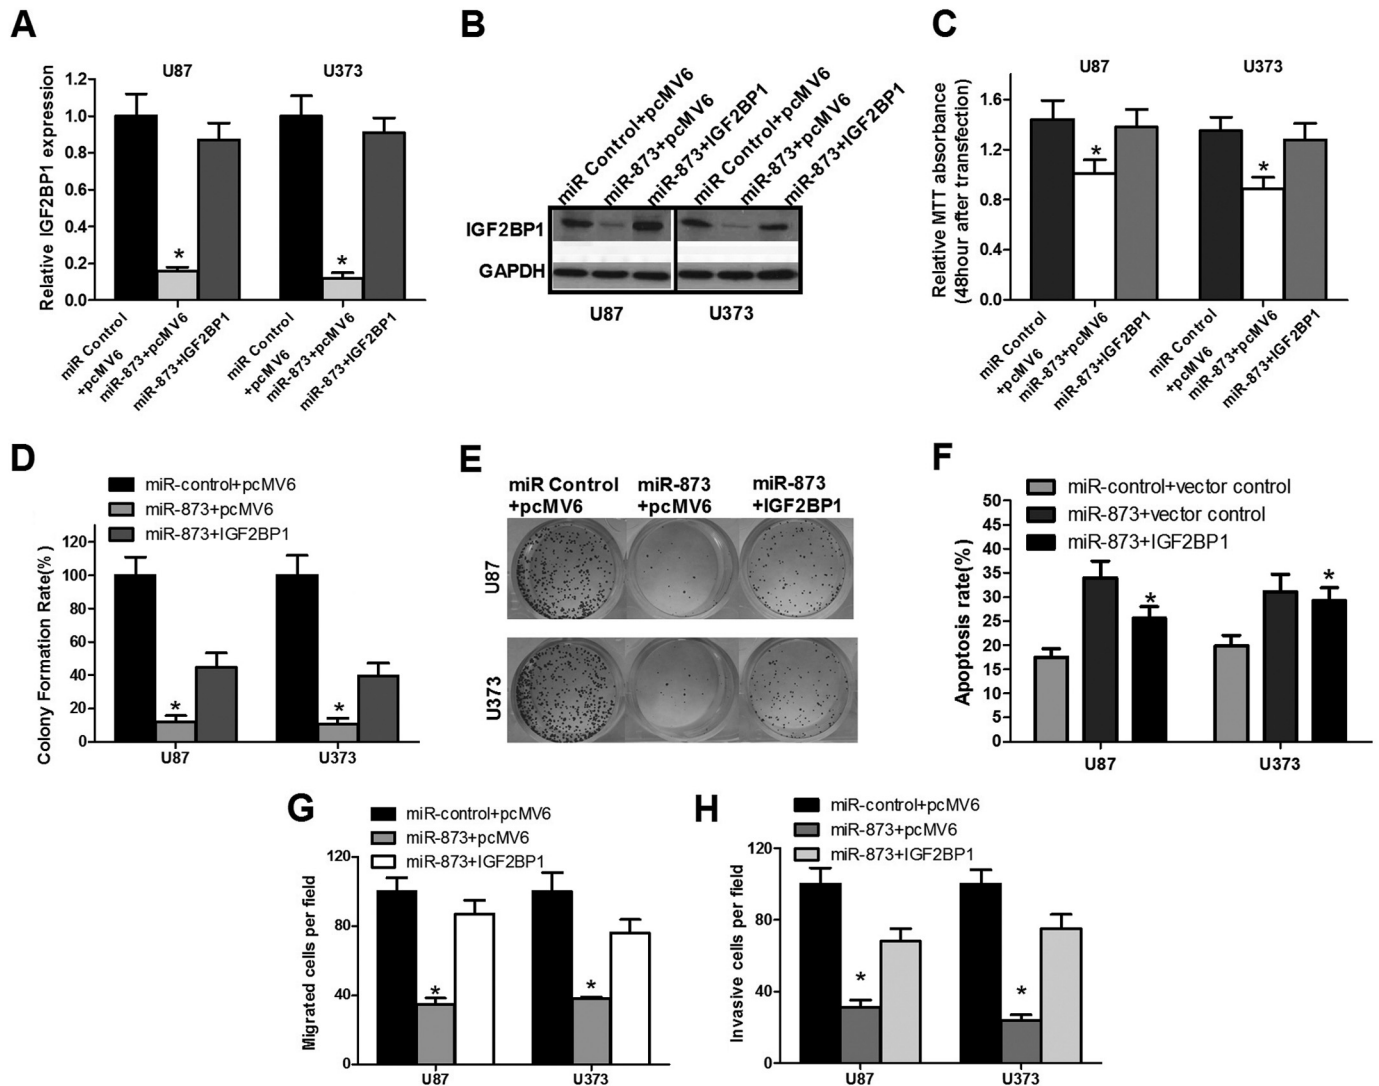 A
U87
U373
Relative IGF2BP1 expression
1.2
1.0
0.8
0.6
0.4
0.2
0.0
*
*
miR Control
+pcMV6
miR-873+pcMV6
miR-873+IGF2BP1
miR Control
+pcMV6
miR-873+pcMV6
miR-873+IGF2BP1
B
miR Control+pcMV6
miR-873+pcMV6
miR-873+IGF2BP1
miR Control+pcMV6
miR-873+pcMV6
miR-873+IGF2BP1
IGF2BP1
GAPDH
U87
U373
C
U87
U373
Relative MTT absorbance
(48hour after transfection)
1.6
1.2
0.8
0.4
0.0
*
*
miR Control
+pcMV6
miR-873+pcMV6
miR-873+IGF2BP1
miR Control
+pcMV6
miR-873+pcMV6
miR-873+IGF2BP1
D
miR-control+pcMV6
miR-873+pcMV6
miR-873+IGF2BP1
Colony Formation Rate(%)
120
100
80
60
40
20
0
*
*
U87
U373
E
miR Control
+pcMV6
miR-873
+pcMV6
miR-873
+IGF2BP1
U87
U373
F
miR-control+vector control
miR-873+vector control
miR-873+IGF2BP1
Apoptosis rate(%)
50
45
40
35
30
25
20
15
10
5
0
*
*
U87
U373
G
miR-control+pcMV6
miR-873+pcMV6
miR-873+IGF2BP1
Migrated cells per field
120
80
40
0
*
*
U87
U373
H
miR-control+pcMV6
miR-873+pcMV6
miR-873+IGF2BP1
Invasive cells per field
120
80
40
0
*
*
U87
U373